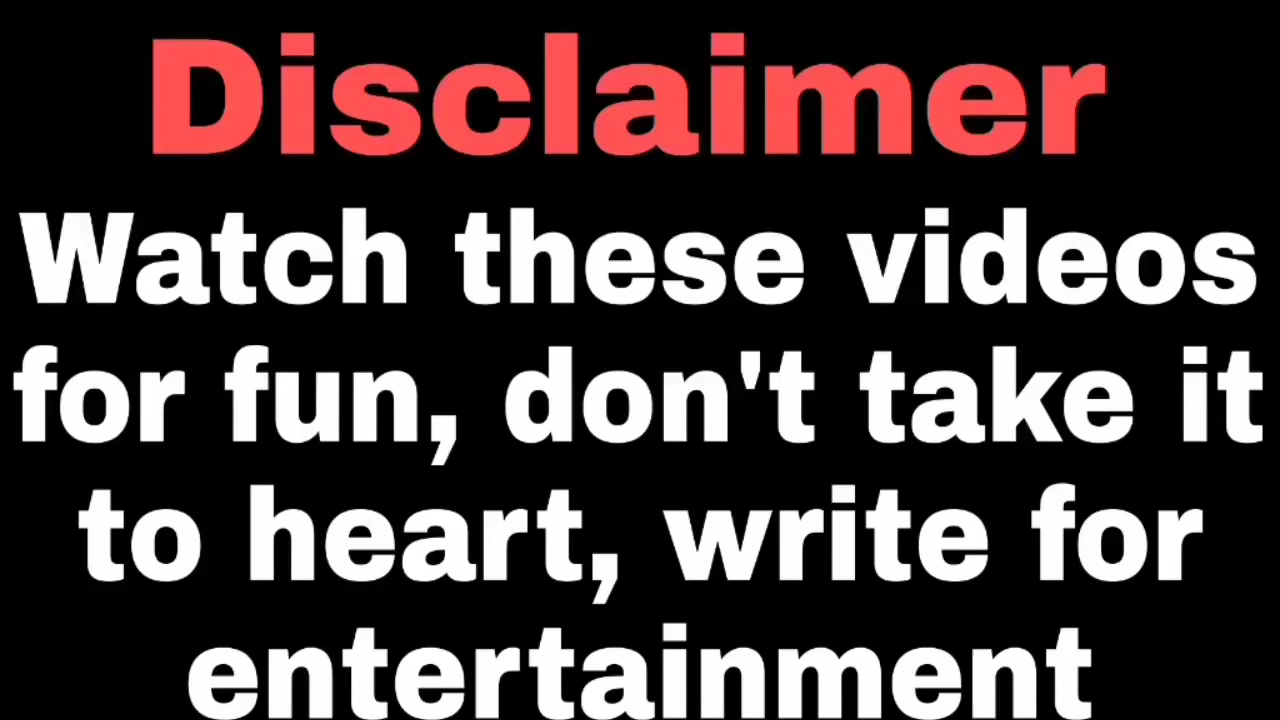 Disclaimer
Watch these videos
for fun, don't take it
to heart, write for
entertainment